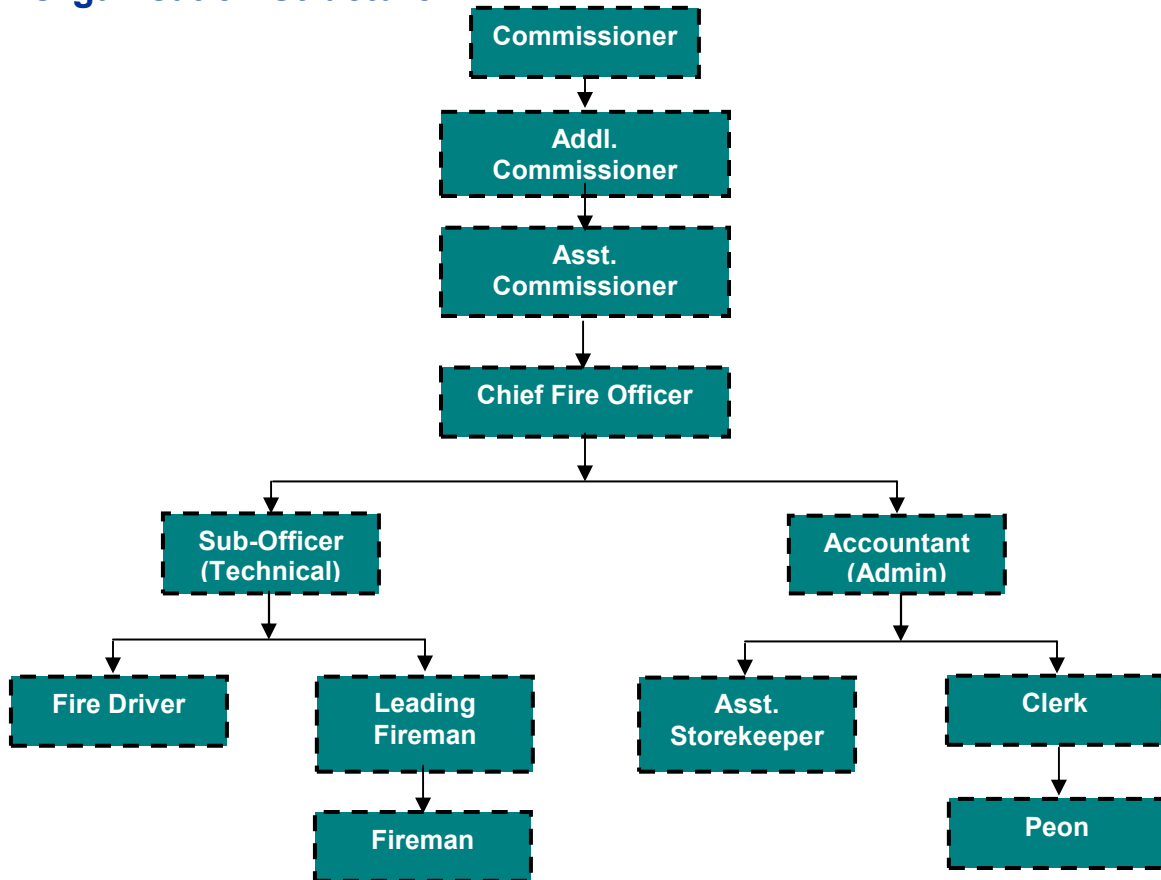 Commissioner
Addl.
Commissioner
Asst.
Commissioner
Chief Fire Officer
Sub-Officer
(Technical)
Accountant
(Admin)
Fire Driver
Leading
Fireman
Asst.
Storekeeper
Clerk
Fireman
Peon